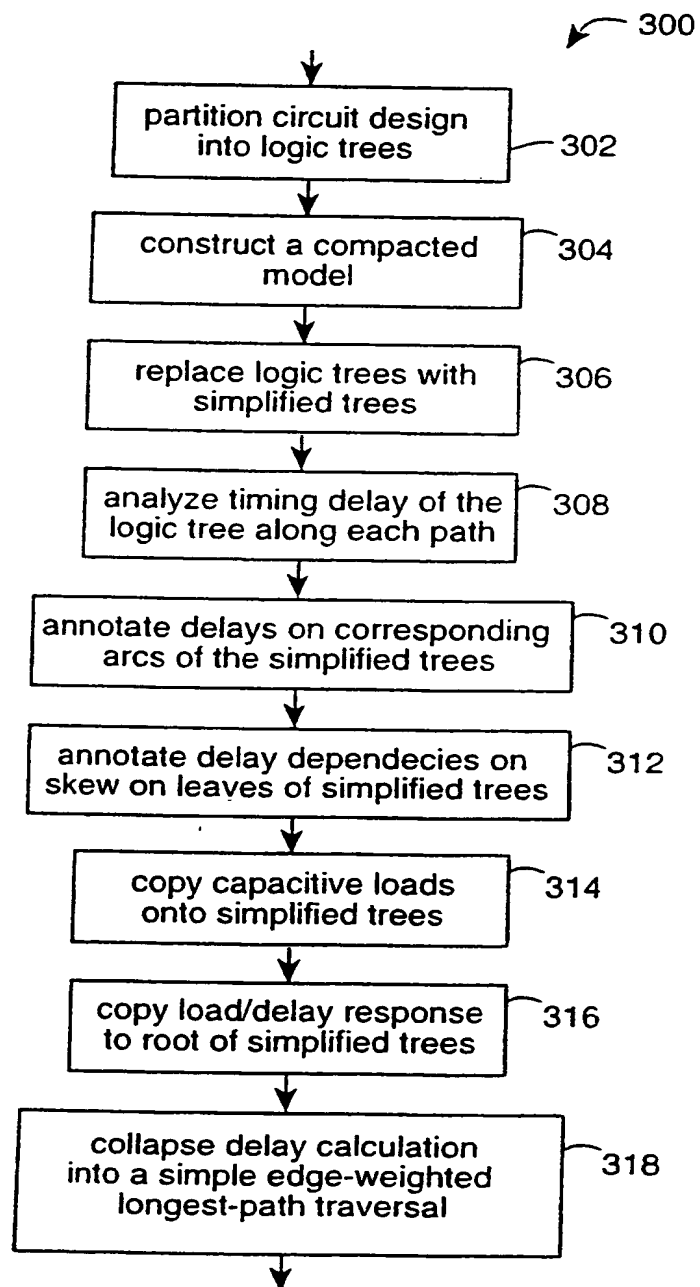 300
partition circuit design
into logic trees
302
construct a compacted
model
304
replace logic trees with
simplified trees
306
analyze timing delay of the
logic tree along each path
308
annotate delays on corresponding
arcs of the simplified trees
310
annotate delay dependecies on
skew on leaves of simplified trees
312
copy capacitive loads
onto simplified trees
314
copy load/delay response
to root of simplified trees
316
collapse delay calculation
into a simple edge-weighted
longest-path traversal
318